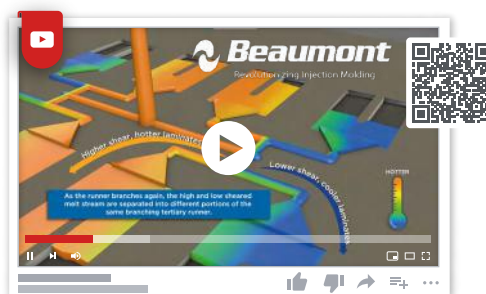 Beaumont
Revolutionizing Injection Molding
Higher shear, hotter laminates
Lower shear, cooler laminates
HOTTER
As the runner branches again, the high and low sheared
melt stream are separated into different portions of the
same branching tertiary runner.